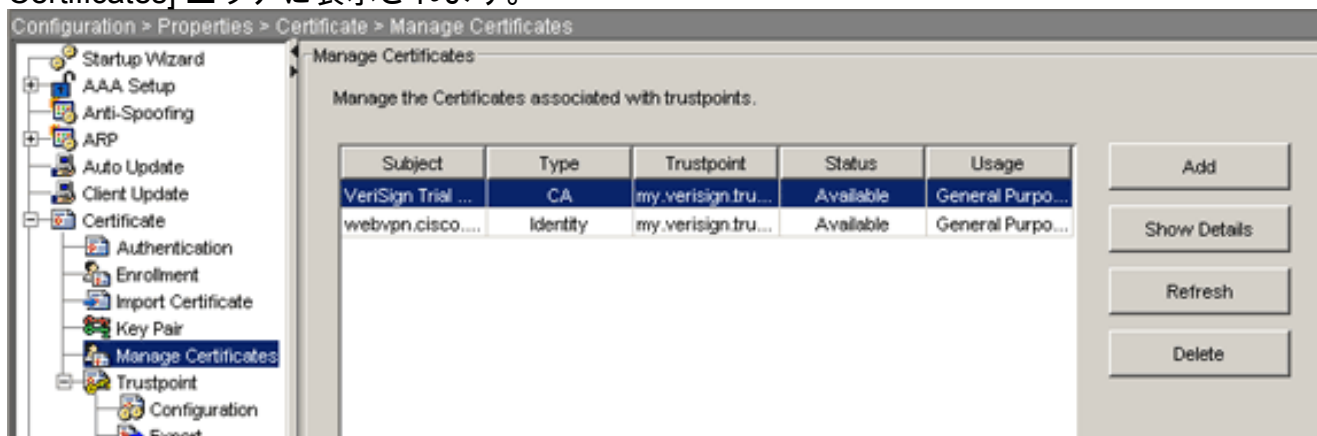 Certificates] エリアに表示されます。
Configuration > Properties > Certificate > Manage Certificates
Startup Wizard
AAA Setup
Anti-Spoofing
ARP
Auto Update
Client Update
Certificate
Authentication
Enrollment
Import Certificate
Key Pair
Manage Certificates
Trustpoint
Configuration
Export
Manage Certificates
Manage the Certificates associated with trustpoints.
Subject Type Trustpoint Status Usage
VeriSign Trial ... CA my.verisign.tru... Available General Purpo...
webvpn.cisco.... Identity my.verisign.tru... Available General Purpo...
Add
Show Details
Refresh
Delete